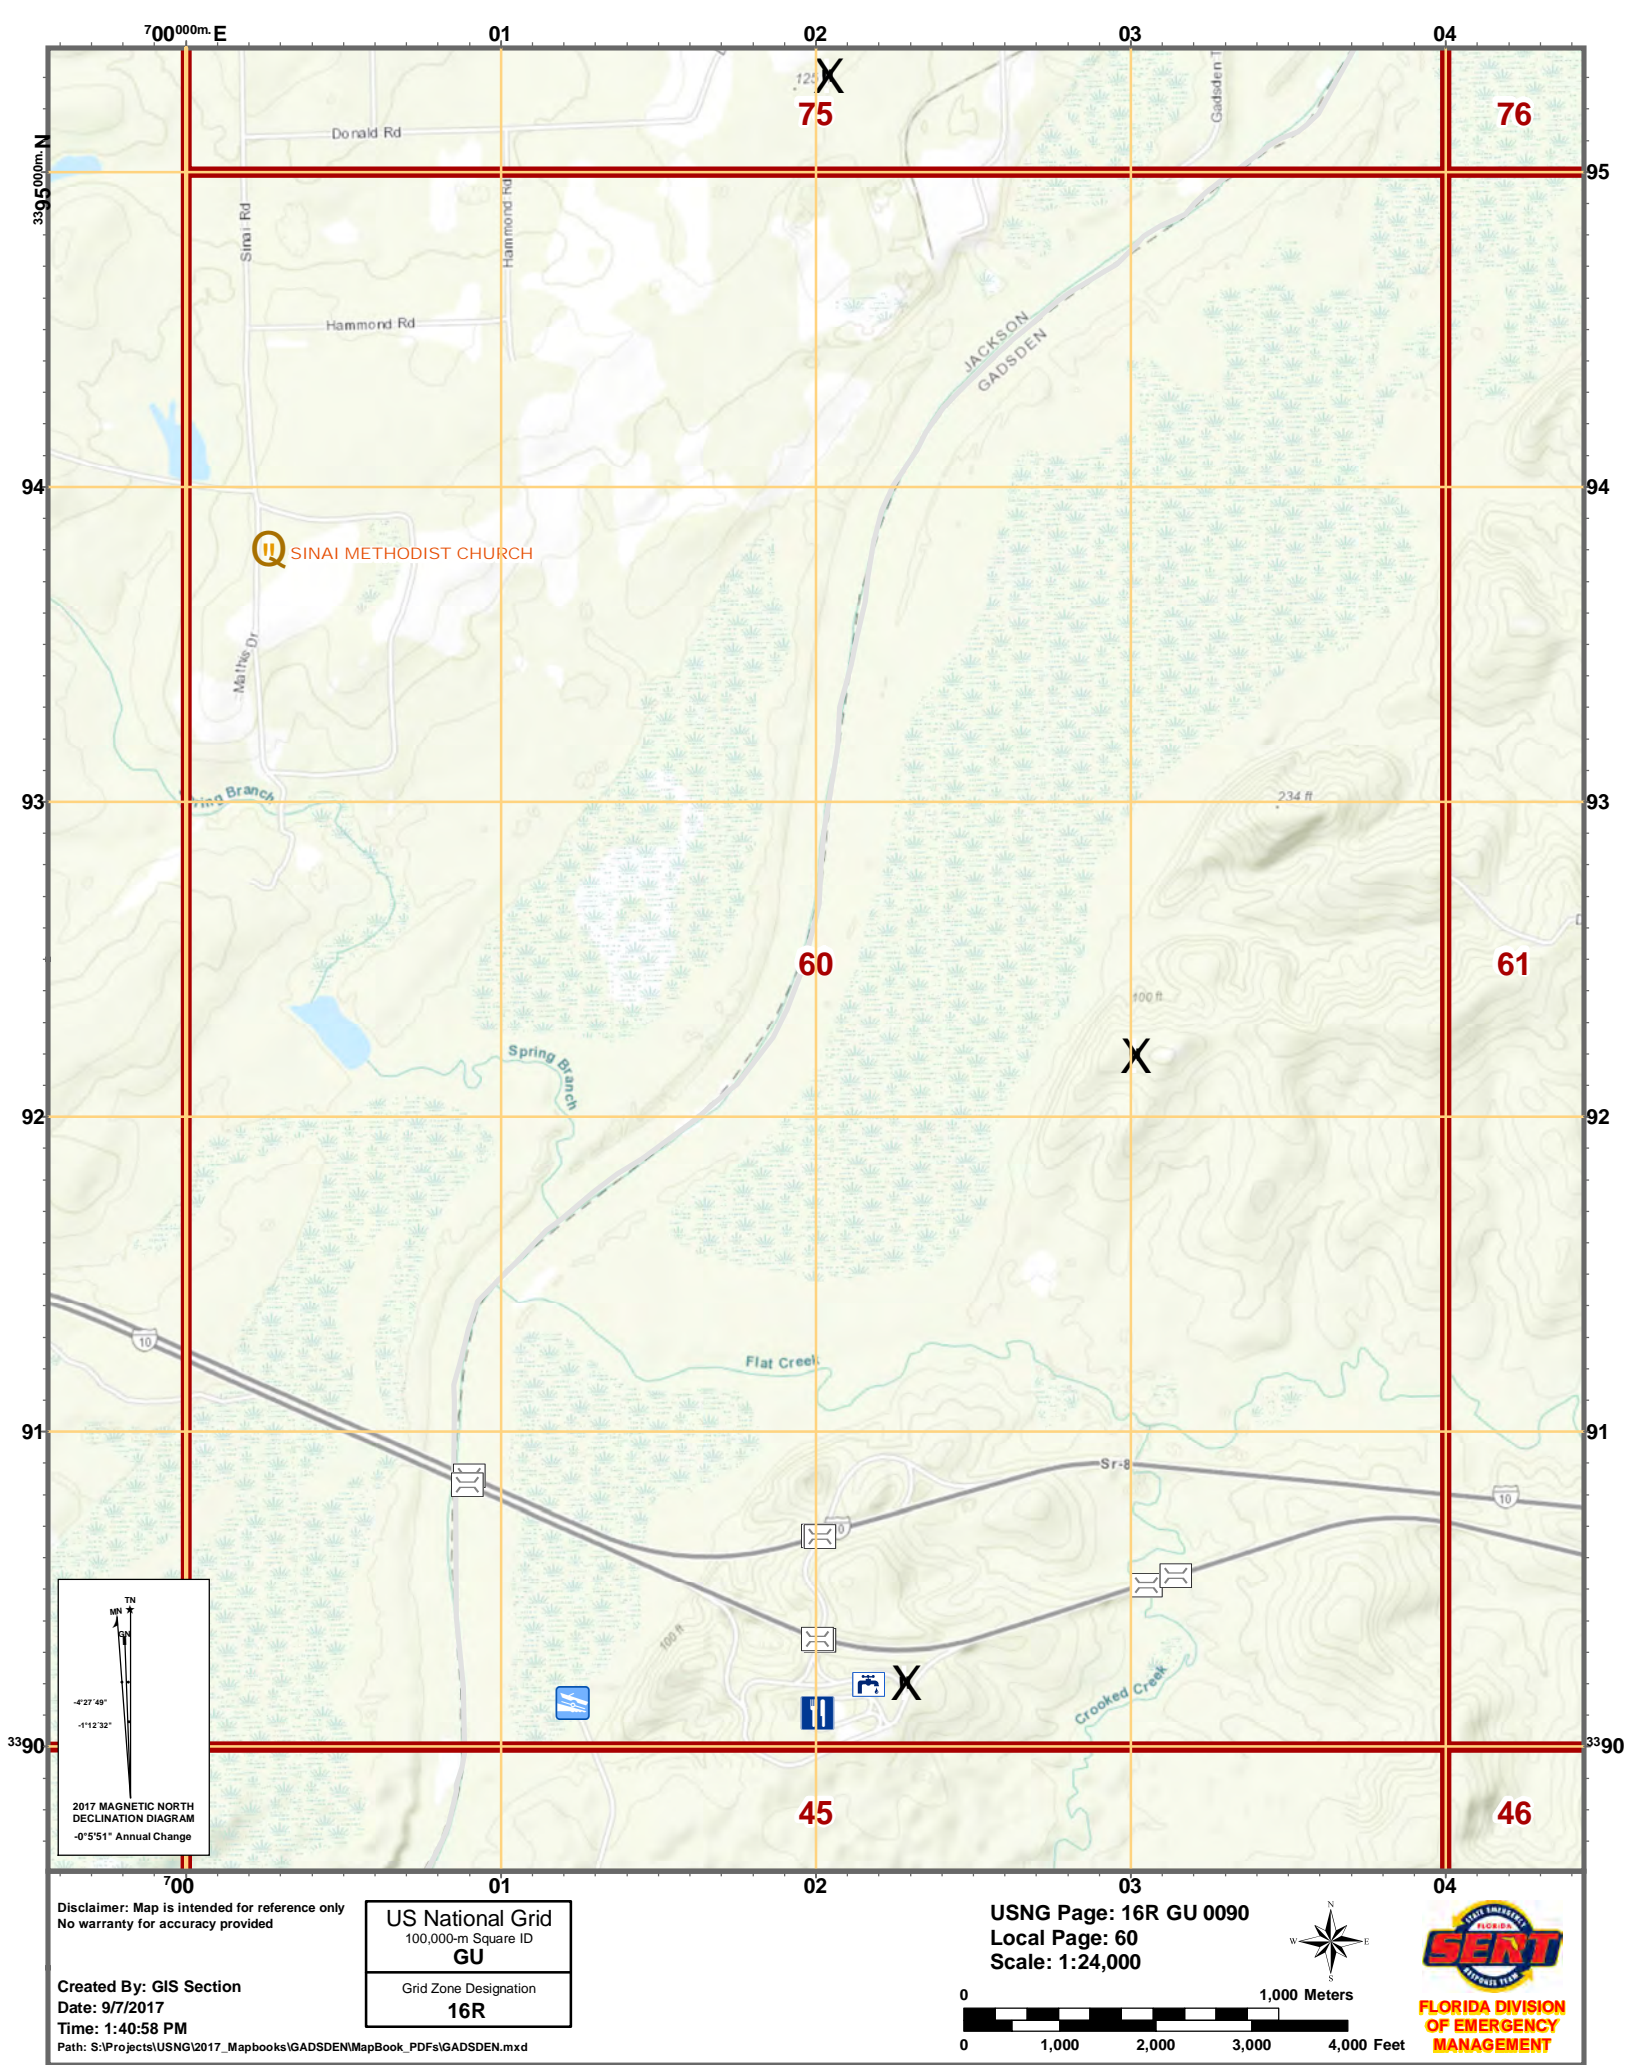 700000m.E 01 02 03 04
125
X
75
76
3395000m.N
95
Donald Rd
Gadsden
Sinai Rd
Hammond Rd
Hammond Rd
JACKSON
GADSDEN
94
94
SINAI METHODIST CHURCH
Mathis Dr
93
93
Branch
234 ft
60
61
100 ft
X
Spring Branch
92
92
10
Flat Creek
91
91
Sr-8
10
100 ft
X
Crooked Creek
TN
MN
GN
-4°27'49"
-1°12'32"
2017 MAGNETIC NORTH
DECLINATION DIAGRAM
-0°5'51" Annual Change
3390
3390
45
46
700 01 02 03 04
Disclaimer: Map is intended for reference only
No warranty for accuracy provided
Created By: GIS Section
Date: 9/7/2017
Time: 1:40:58 PM
Path: S:\Projects\USNG\2017_Mapbooks\GADSDEN\MapBook_PDFs\GADSDEN.mxd
US National Grid
100,000-m Square ID
GU
Grid Zone Designation
16R
USNG Page: 16R GU 0090
Local Page: 60
Scale: 1:24,000
N
W E
S
0 1,000 Meters
0 1,000 2,000 3,000 4,000 Feet
STATE EMERGENCY
FLORIDA
SERT
RESPONSE TEAM
FLORIDA DIVISION
OF EMERGENCY
MANAGEMENT